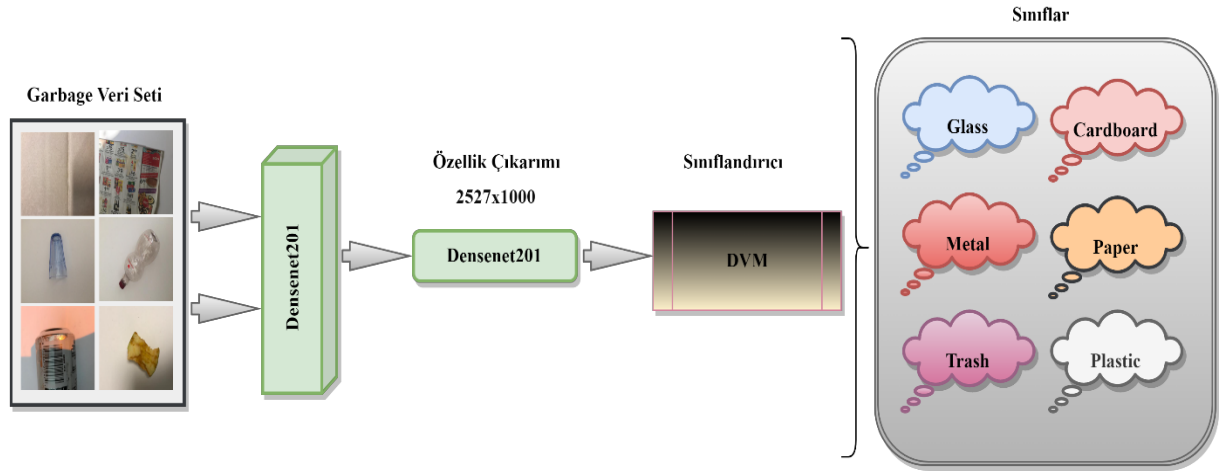 Sınıflar
Garbage Veri Seti
Densenet201
Özellik Çıkarımı
2527x1000
Densenet201
Sınıflandırıcı
DVM
Glass
Cardboard
Metal
Paper
Trash
Plastic